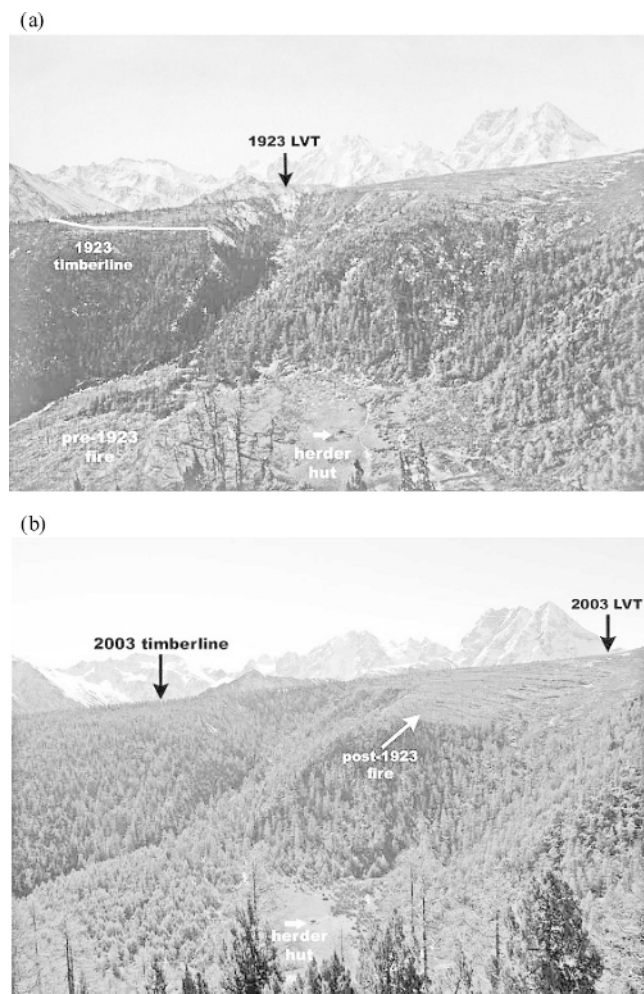 (a)
1923 LVT
1923
timberline
pre-1923
fire
herder
hut
(b)
2003 LVT
2003 timberline
post-1923
fire
herder
hut